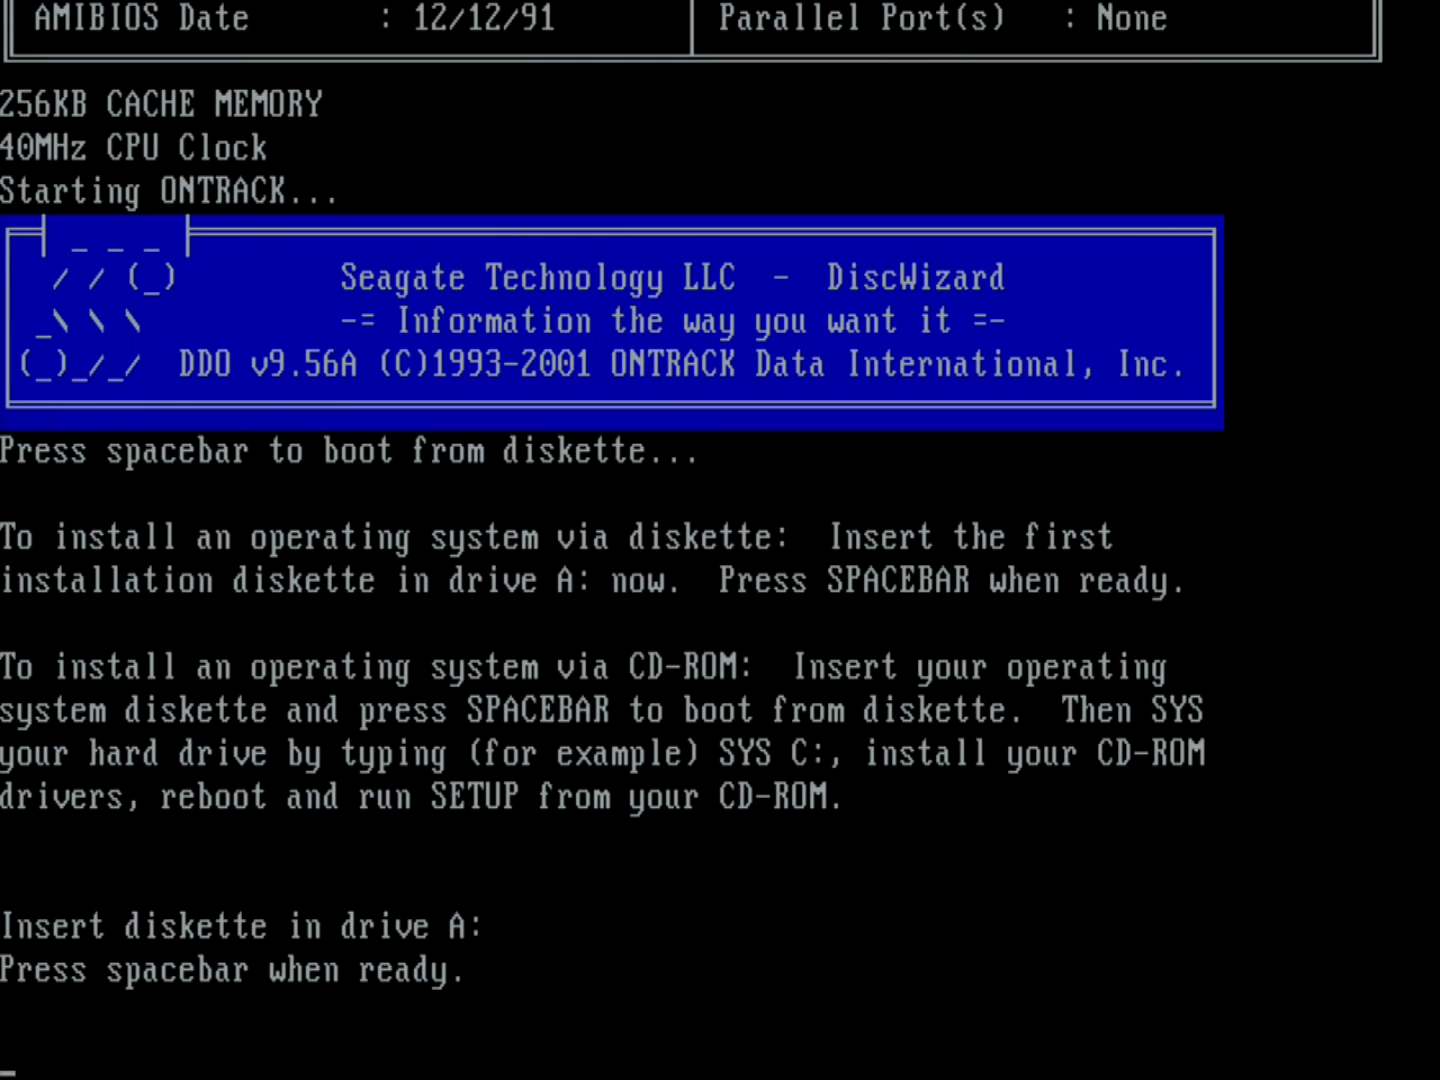 AMIBIOS Date : 12/12/91 Parallel Port(s) : None
256KB CACHE MEMORY
40MHz CPU Clock
Starting ONTRACK...
Seagate Technology LLC - DiscWizard
-= Information the way you want it =-
DDO v9.56A (C)1993-2001 ONTRACK Data International, Inc.
Press spacebar to boot from diskette...
To install an operating system via diskette: Insert the first
installation diskette in drive A: now. Press SPACEBAR when ready.
To install an operating system via CD-ROM: Insert your operating
system diskette and press SPACEBAR to boot from diskette. Then SYS
your hard drive by typing (for example) SYS C:, install your CD-ROM
drivers, reboot and run SETUP from your CD-ROM.
Insert diskette in drive A:
Press spacebar when ready.